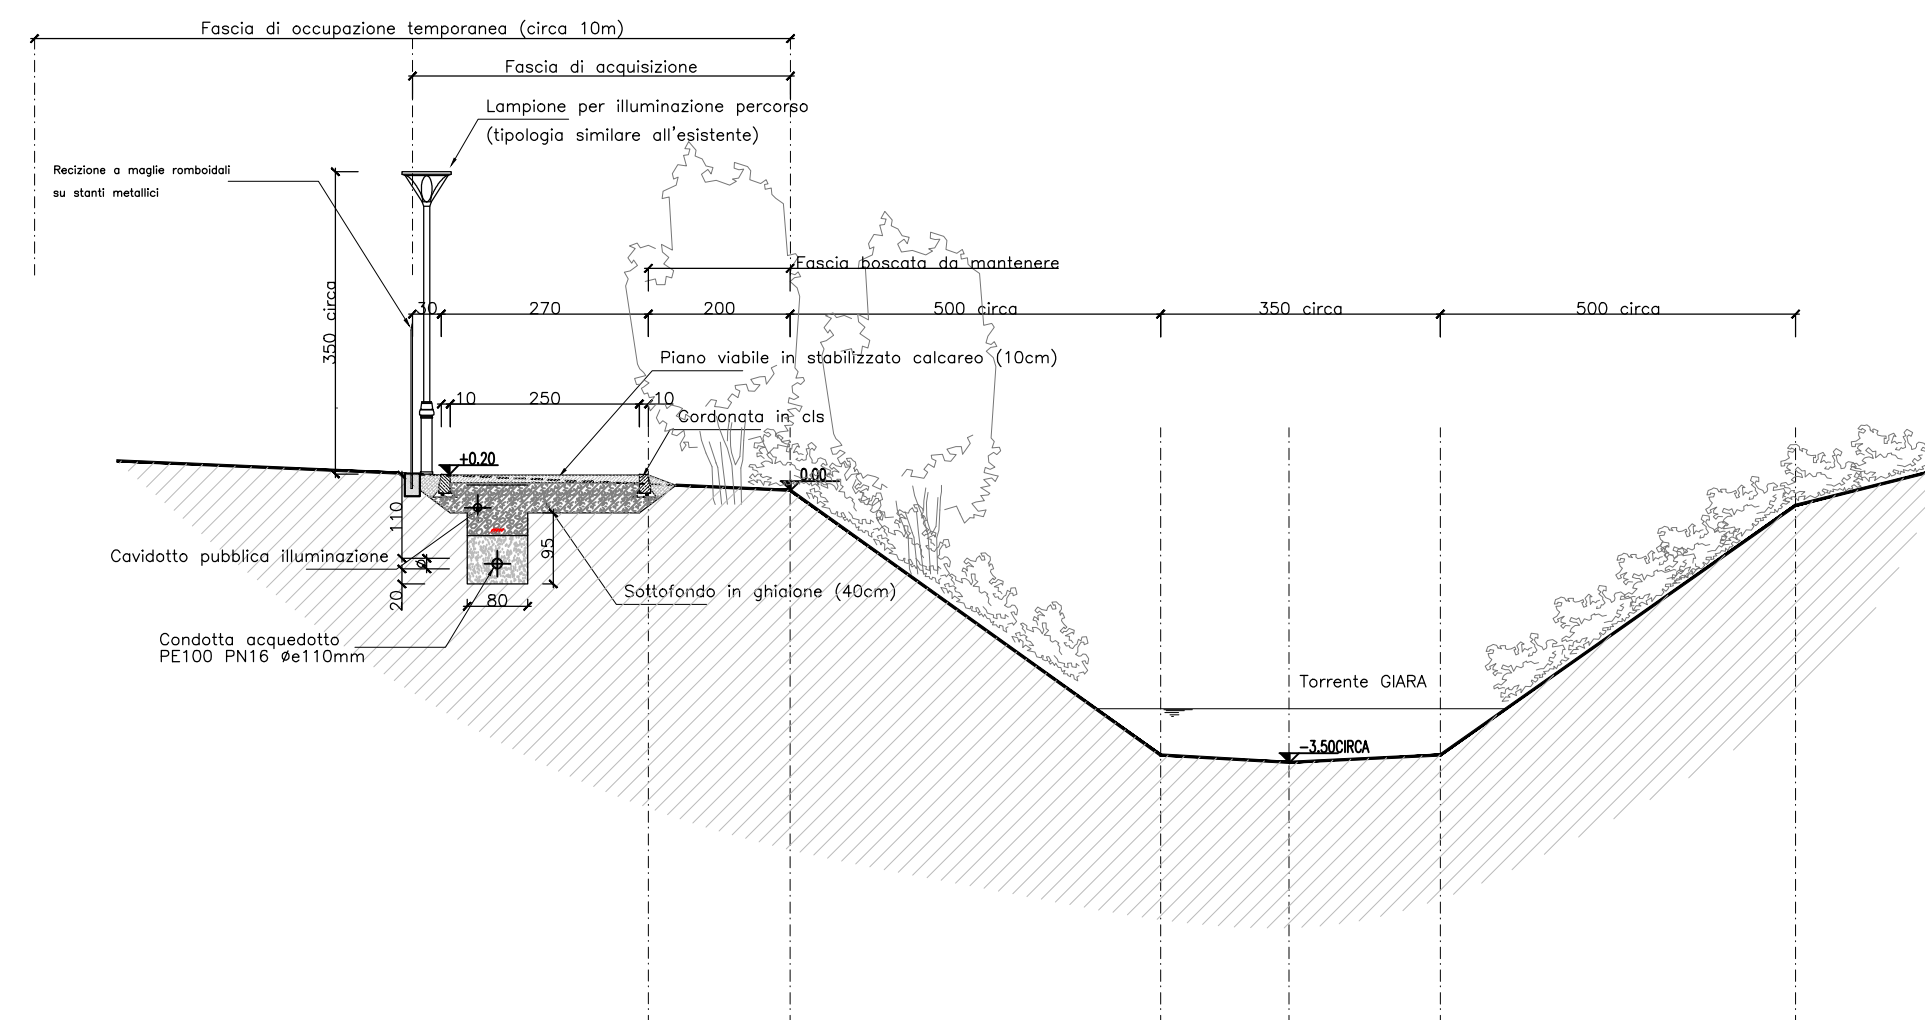 Fascia di occupazione temporanea (circa 10m)
Fascia di acquisizione
Lampione per illuminazione percorso
(tipologia similare all'esistente)
Recizione a maglie romboidali
su stanti metallici
Fascia boscata da mantenere
30 270 200 500 circa 350 circa 500 circa
350 circa
Piano viabile in stabilizzato calcareo (10cm)
10 250 10
Cordonata in cls
+0.20
0.00
110
Cavidotto pubblica illuminazione
ø
95
20
80
Sottofondo in ghiaione (40cm)
Condotta acquedotto
PE100 PN16 Øe110mm
Torrente GIARA
-3.50CIRCA